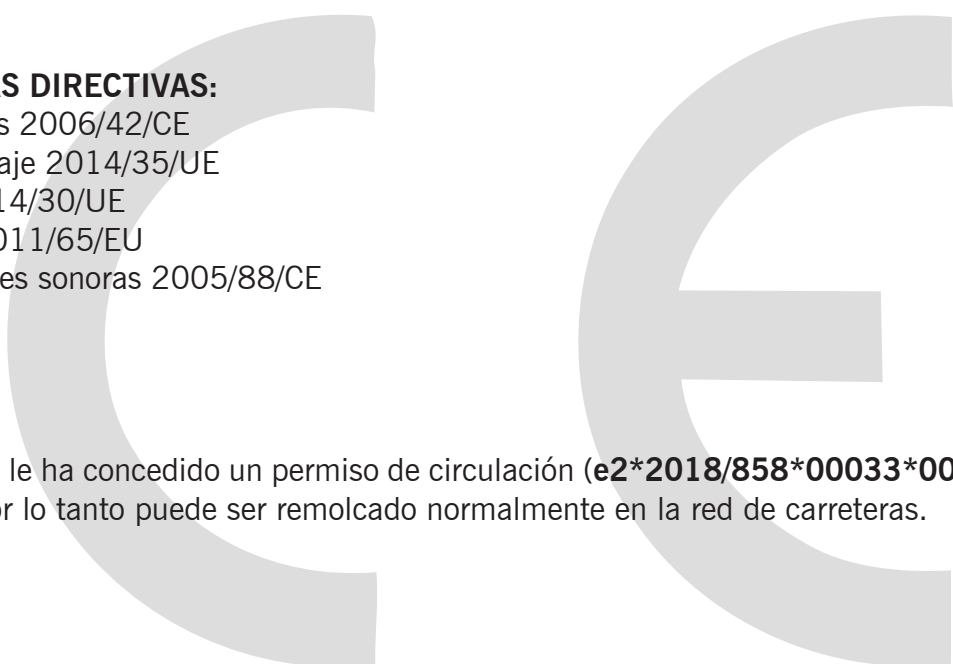 S DIRECTIVAS:
s 2006/42/CE
aje 2014/35/UE
14/30/UE
011/65/EU
es sonoras 2005/88/CE
le ha concedido un permiso de circulación (e2*2018/858*00033*00
or lo tanto puede ser remolcado normalmente en la red de carreteras.
CE